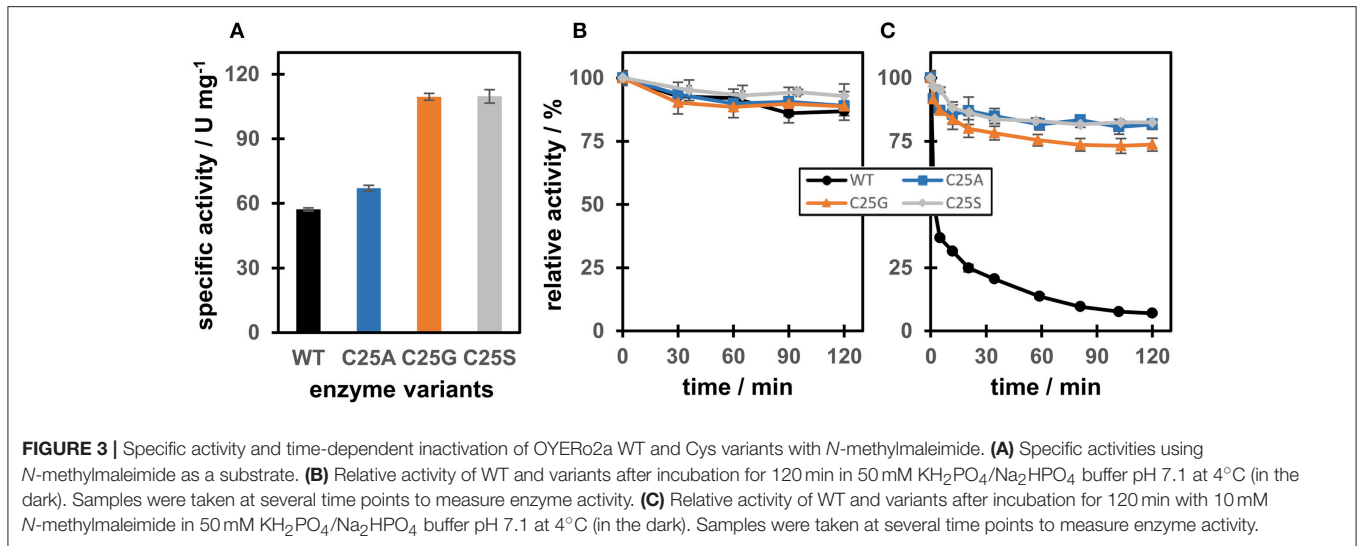 A
B
C
specific activity / U mg⁻¹
120
90
60
30
0
WT C25A C25G C25S
enzyme variants
relative activity / %
100
75
50
25
0
0 30 60 90 120
time / min
100
75
50
25
0
0 30 60 90 120
time / min
WT C25A
C25G C25S
FIGURE 3 | Specific activity and time-dependent inactivation of OYERo2a WT and Cys variants with N-methylmaleimide. (A) Specific activities using
N-methylmaleimide as a substrate. (B) Relative activity of WT and variants after incubation for 120 min in 50 mM KH₂PO₄/Na₂HPO₄ buffer pH 7.1 at 4°C (in the
dark). Samples were taken at several time points to measure enzyme activity. (C) Relative activity of WT and variants after incubation for 120 min with 10 mM
N-methylmaleimide in 50 mM KH₂PO₄/Na₂HPO₄ buffer pH 7.1 at 4°C (in the dark). Samples were taken at several time points to measure enzyme activity.